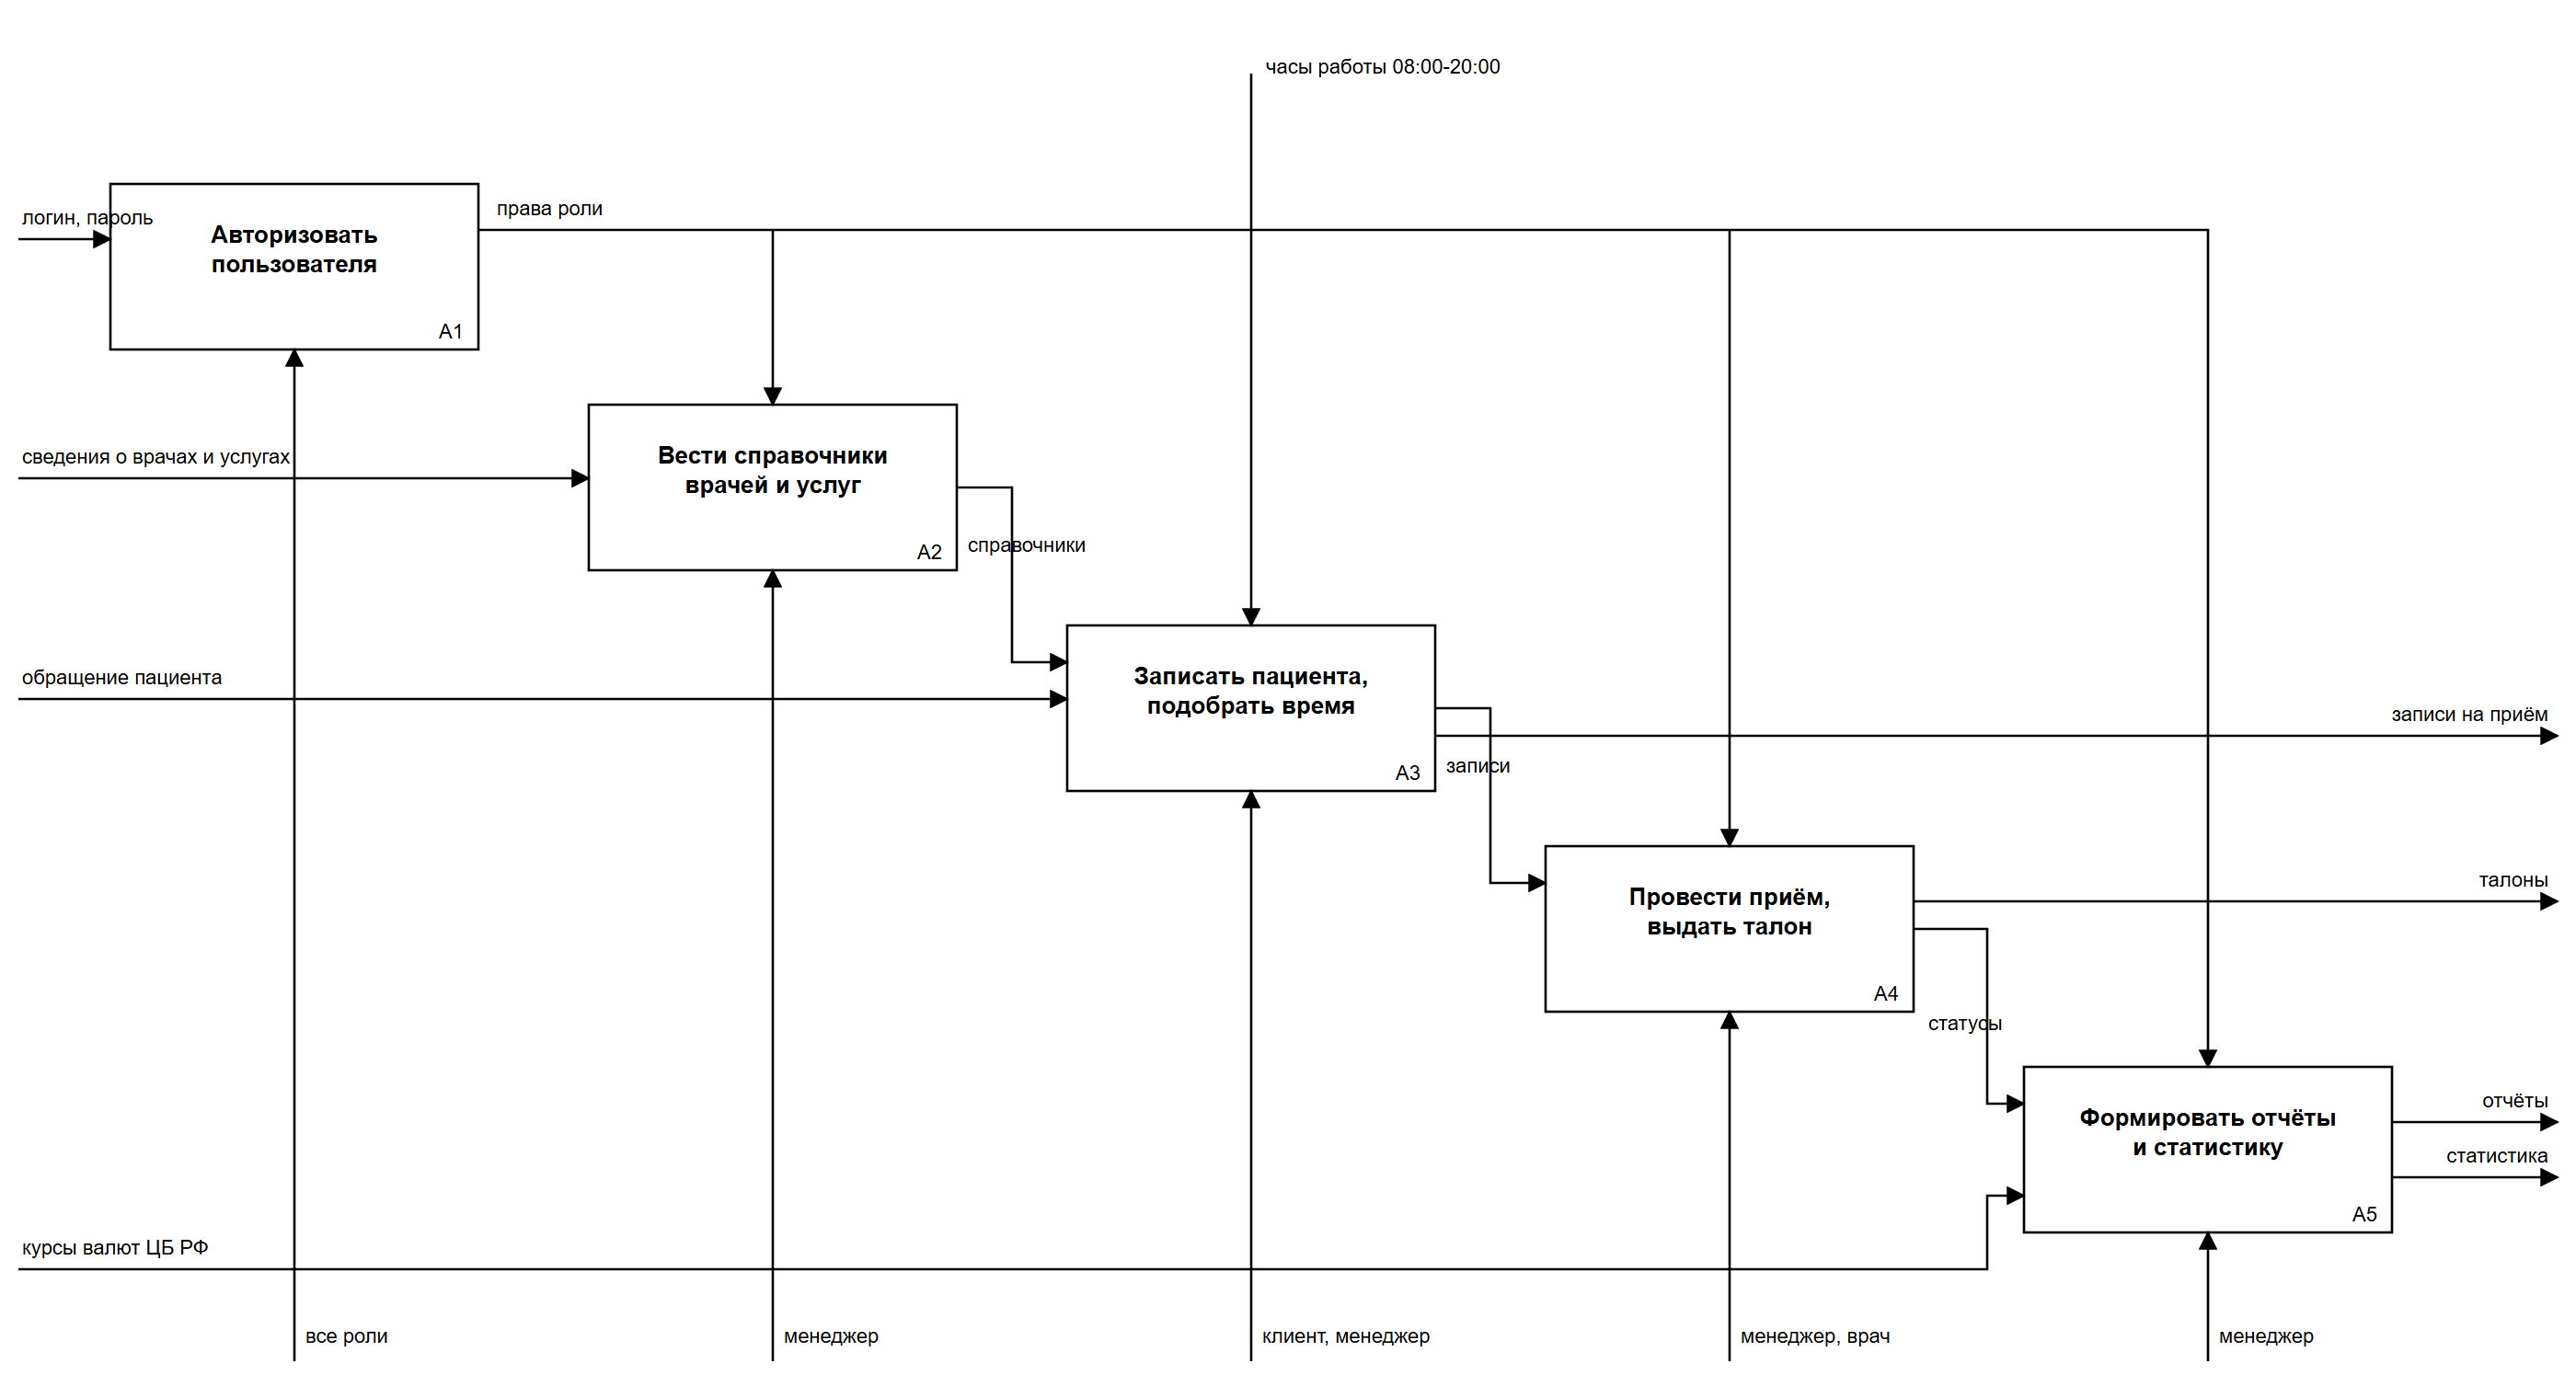 часы работы 08:00-20:00
логин, пароль
права роли
Авторизовать
пользователя
A1
сведения о врачах и услугах
Вести справочники
врачей и услуг
A2
справочники
обращение пациента
Записать пациента,
подобрать время
A3
записи на приём
записи
талоны
Провести приём,
выдать талон
A4
статусы
отчёты
Формировать отчёты
и статистику
статистика
A5
курсы валют ЦБ РФ
все роли
менеджер
клиент, менеджер
менеджер, врач
менеджер